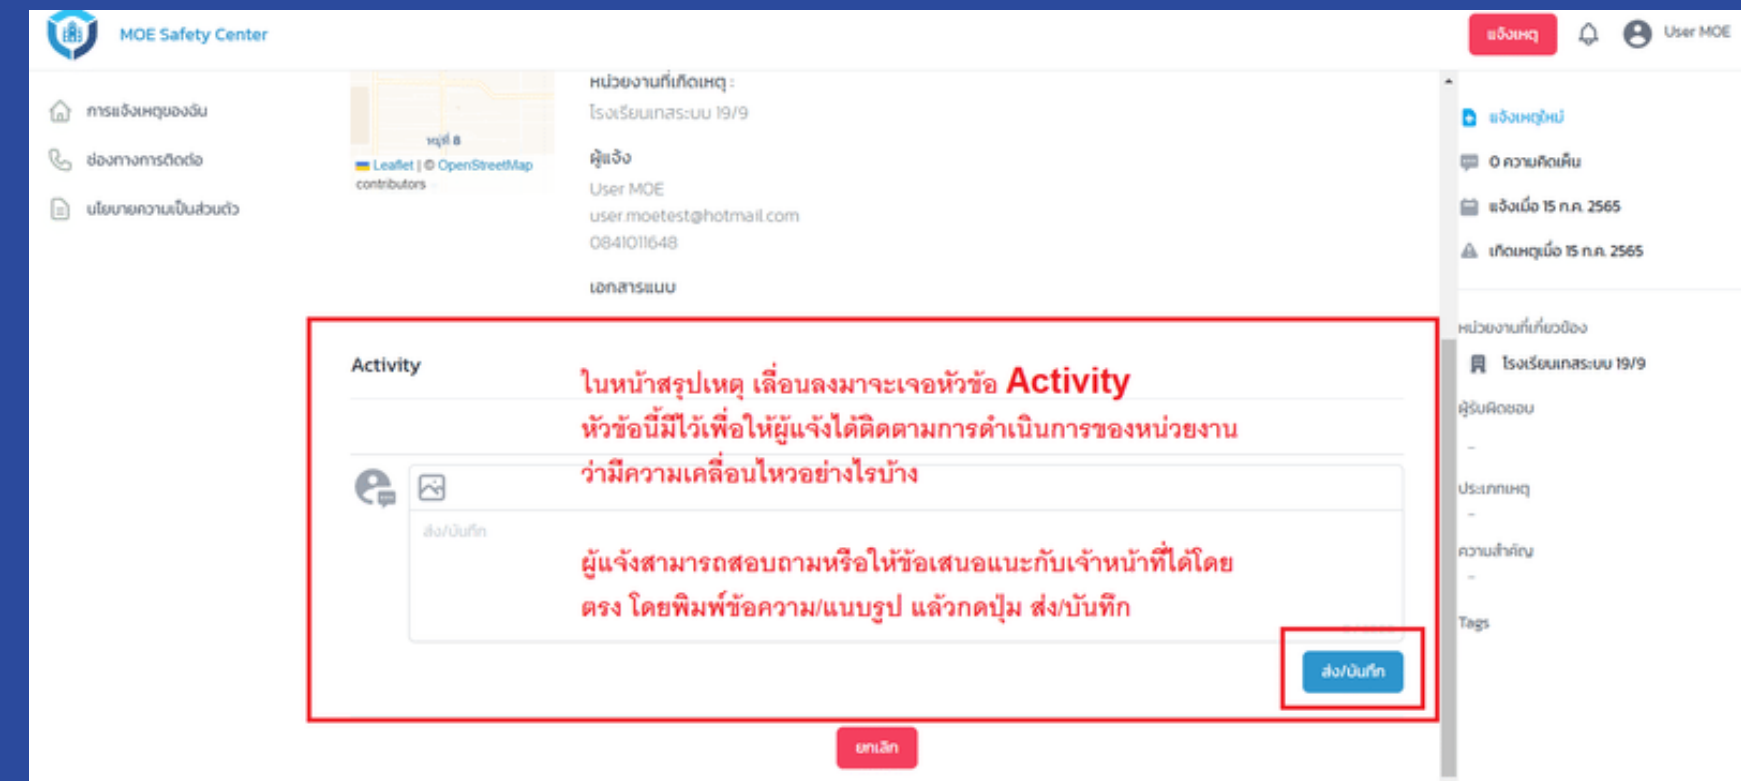 MOE Safety Center
แจ้งเหตุ
User MOE
การแจ้งเหตุของฉัน
ช่องทางการติดต่อ
นโยบายความเป็นส่วนตัว
หมู่ที่ 8
Leaflet | © OpenStreetMap
contributors
หน่วยงานที่เกิดเหตุ :
โรงเรียนเทสระบบ 19/9
ผู้แจ้ง
User MOE
user.moetest@hotmail.com
0841011648
เอกสารแนบ
Activity
ในหน้าสรุปเหตุ เลื่อนลงมาจะเจอหัวข้อ Activity
หัวข้อนี้มีไว้เพื่อให้ผู้แจ้งได้ติดตามการดำเนินการของหน่วยงาน
ว่ามีความเคลื่อนไหวอย่างไรบ้าง
ส่ง/บันทึก
ผู้แจ้งสามารถสอบถามหรือให้ข้อเสนอแนะกับเจ้าหน้าที่ได้โดย
ตรง โดยพิมพ์ข้อความ/แนบรูป แล้วกดปุ่ม ส่ง/บันทึก
ส่ง/บันทึก
ยกเลิก
แจ้งเหตุใหม่
0 ความคิดเห็น
แจ้งเมื่อ 15 ก.ค. 2565
เกิดเหตุเมื่อ 15 ก.ค. 2565
หน่วยงานที่เกี่ยวข้อง
โรงเรียนเทสระบบ 19/9
ผู้รับผิดชอบ
-
ประเภทเหตุ
-
ความสำคัญ
-
Tags